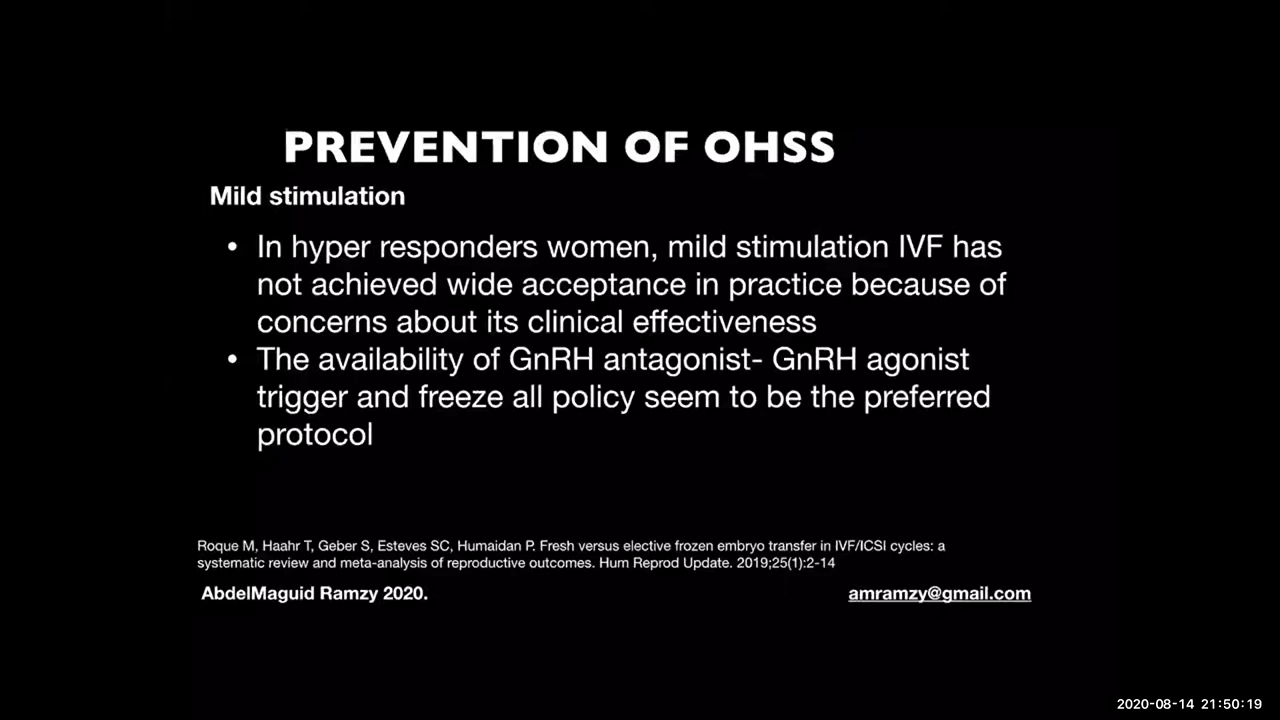 PREVENTION OF OHSS
Mild stimulation
• In hyper responders women, mild stimulation IVF has
not achieved wide acceptance in practice because of
concerns about its clinical effectiveness
• The availability of GnRH antagonist- GnRH agonist
trigger and freeze all policy seem to be the preferred
protocol
Roque M, Haahr T, Geber S, Esteves SC, Humaidan P. Fresh versus elective frozen embryo transfer in IVF/ICSI cycles: a
systematic review and meta-analysis of reproductive outcomes. Hum Reprod Update. 2019;25(1):2-14
AbdelMaguid Ramzy 2020.
amramzy@gmail.com
2020-08-14 21:50:19